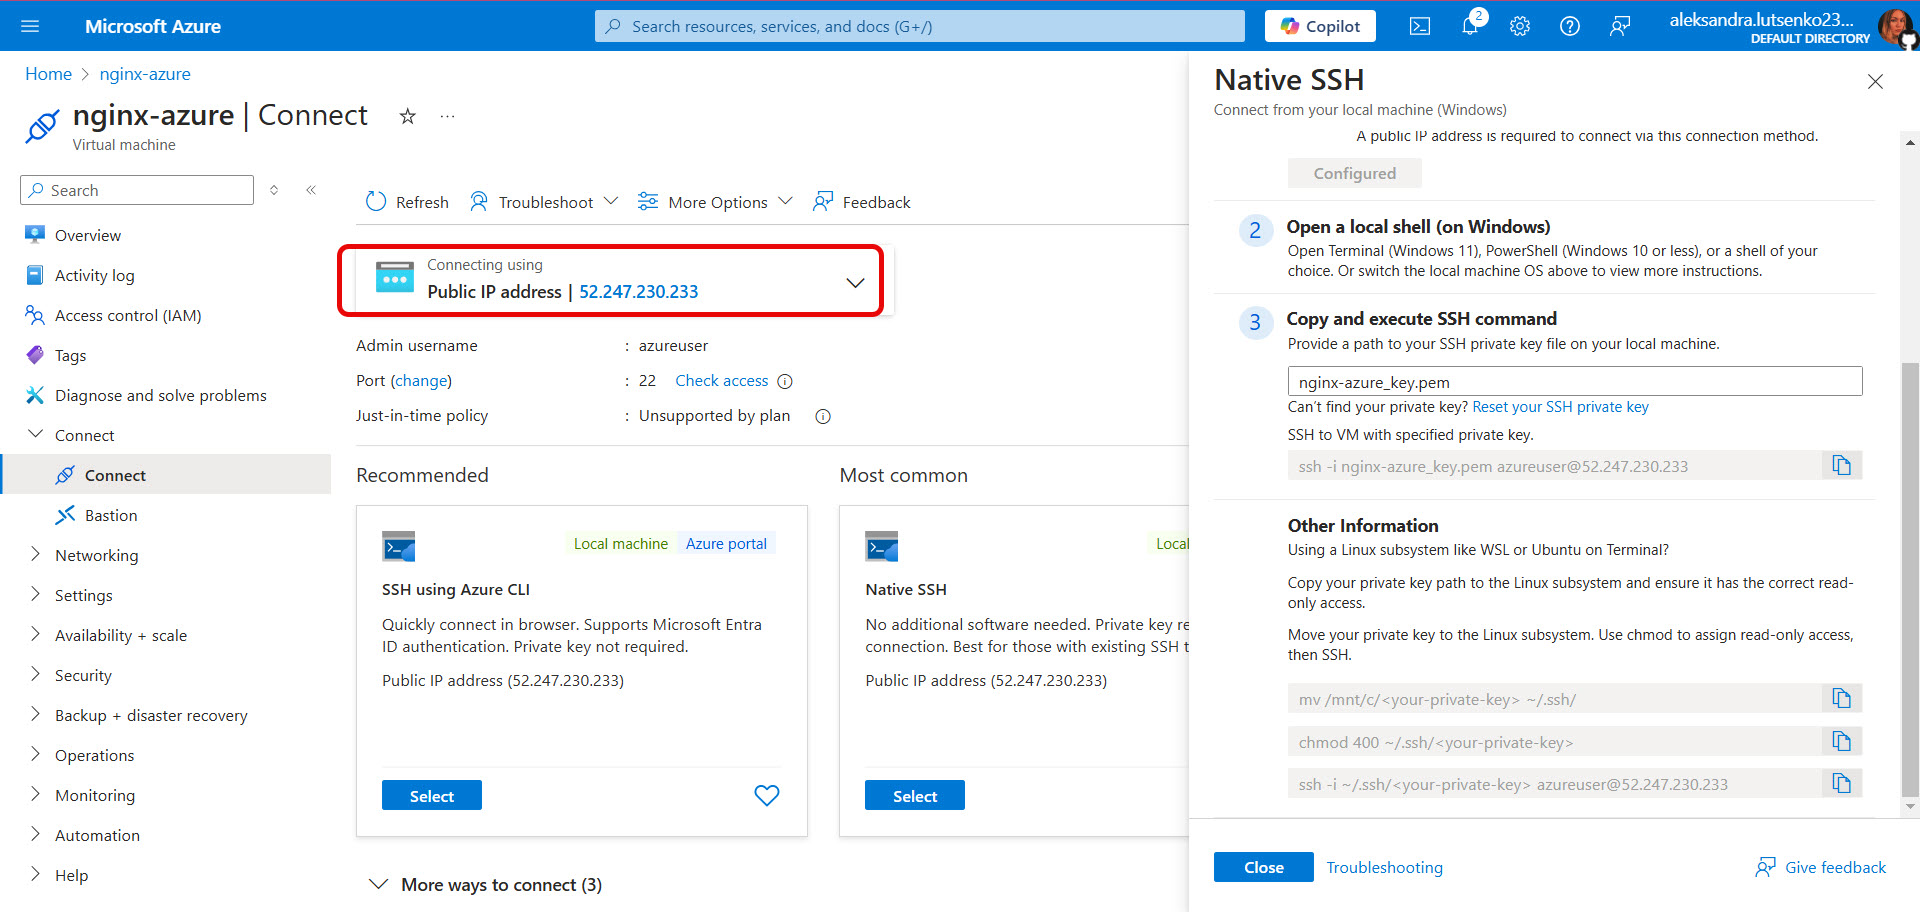 Microsoft Azure
Search resources, services, and docs (G+/)
Copilot
2
aleksandra.lutsenko23...
DEFAULT DIRECTORY
Home > nginx-azure
nginx-azure | Connect
Virtual machine
Search
Overview
Activity log
Access control (IAM)
Tags
Diagnose and solve problems
Connect
Connect
Bastion
Networking
Settings
Availability + scale
Security
Backup + disaster recovery
Operations
Monitoring
Automation
Help
Refresh
Troubleshoot
More Options
Feedback
Connecting using
Public IP address | 52.247.230.233
Admin username : azureuser
Port (change) : 22 Check access
Just-in-time policy : Unsupported by plan
Recommended
Local machine Azure portal
SSH using Azure CLI
Quickly connect in browser. Supports Microsoft Entra
ID authentication. Private key not required.
Public IP address (52.247.230.233)
Select
Most common
Local
Native SSH
No additional software needed. Private key re
connection. Best for those with existing SSH t
Public IP address (52.247.230.233)
Select
More ways to connect (3)
Native SSH
Connect from your local machine (Windows)
A public IP address is required to connect via this connection method.
Configured
2
Open a local shell (on Windows)
Open Terminal (Windows 11), PowerShell (Windows 10 or less), or a shell of your
choice. Or switch the local machine OS above to view more instructions.
3
Copy and execute SSH command
Provide a path to your SSH private key file on your local machine.
nginx-azure_key.pem
Can't find your private key? Reset your SSH private key
SSH to VM with specified private key.
ssh -i nginx-azure_key.pem azureuser@52.247.230.233
Other Information
Using a Linux subsystem like WSL or Ubuntu on Terminal?
Copy your private key path to the Linux subsystem and ensure it has the correct read-
only access.
Move your private key to the Linux subsystem. Use chmod to assign read-only access,
then SSH.
mv /mnt/c/<your-private-key> ~/.ssh/
chmod 400 ~/.ssh/<your-private-key>
ssh -i ~/.ssh/<your-private-key> azureuser@52.247.230.233
Close
Troubleshooting
Give feedback